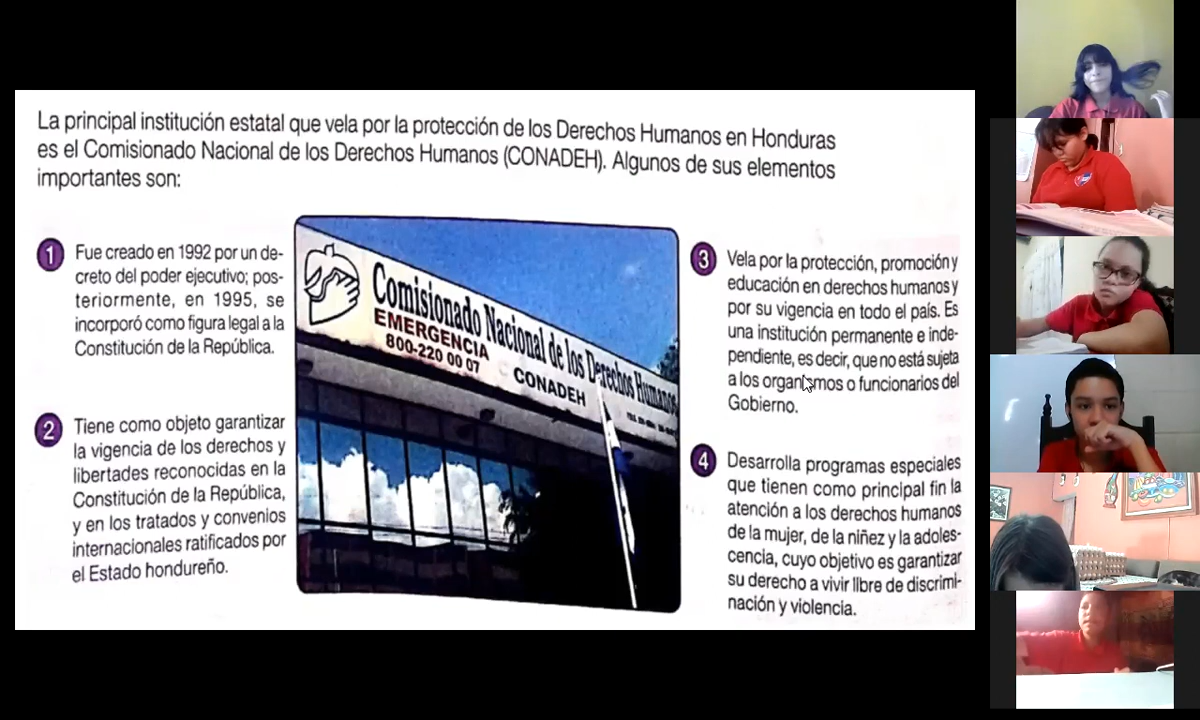 La principal institución estatal que vela por la protección de los Derechos Humanos en Honduras
es el Comisionado Nacional de los Derechos Humanos (CONADEH). Algunos de sus elementos
importantes son:
1
Fue creado en 1992 por un de-
creto del poder ejecutivo; pos-
teriormente, en 1995, se
incorporó como figura legal a la
Constitución de la República.
2
Tiene como objeto garantizar
la vigencia de los derechos y
libertades reconocidas en la
Constitución de la República,
y en los tratados y convenios
internacionales ratificados por
el Estado hondureño.
Comisionado Nacional de los Derechos Humanos
EMERGENCIA
800-220 00 07
CONADEH
3
Vela por la protección, promoción y
educación en derechos humanos y
por su vigencia en todo el país. Es
una institución permanente e inde-
pendiente, es decir, que no está sujeta
a los organismos o funcionarios del
Gobierno.
4
Desarrolla programas especiales
que tienen como principal fin la
atención a los derechos humanos
de la mujer, de la niñez y la adoles-
cencia, cuyo objetivo es garantizar
su derecho a vivir libre de discrimi-
nación y violencia.